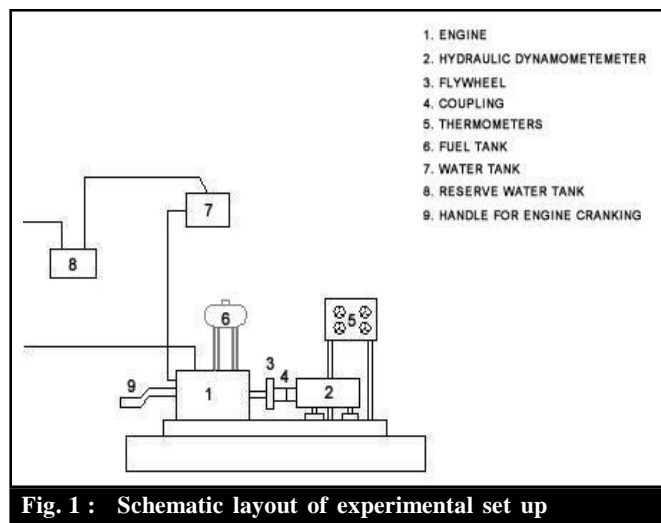 1. ENGINE
2. HYDRAULIC DYNAMOMETEMETER
3. FLYWHEEL
4. COUPLING
5. THERMOMETERS
6. FUEL TANK
7. WATER TANK
8. RESERVE WATER TANK
9. HANDLE FOR ENGINE CRANKING
7
8
6
5
3
4
9
1
2
Fig. 1 : Schematic layout of experimental set up